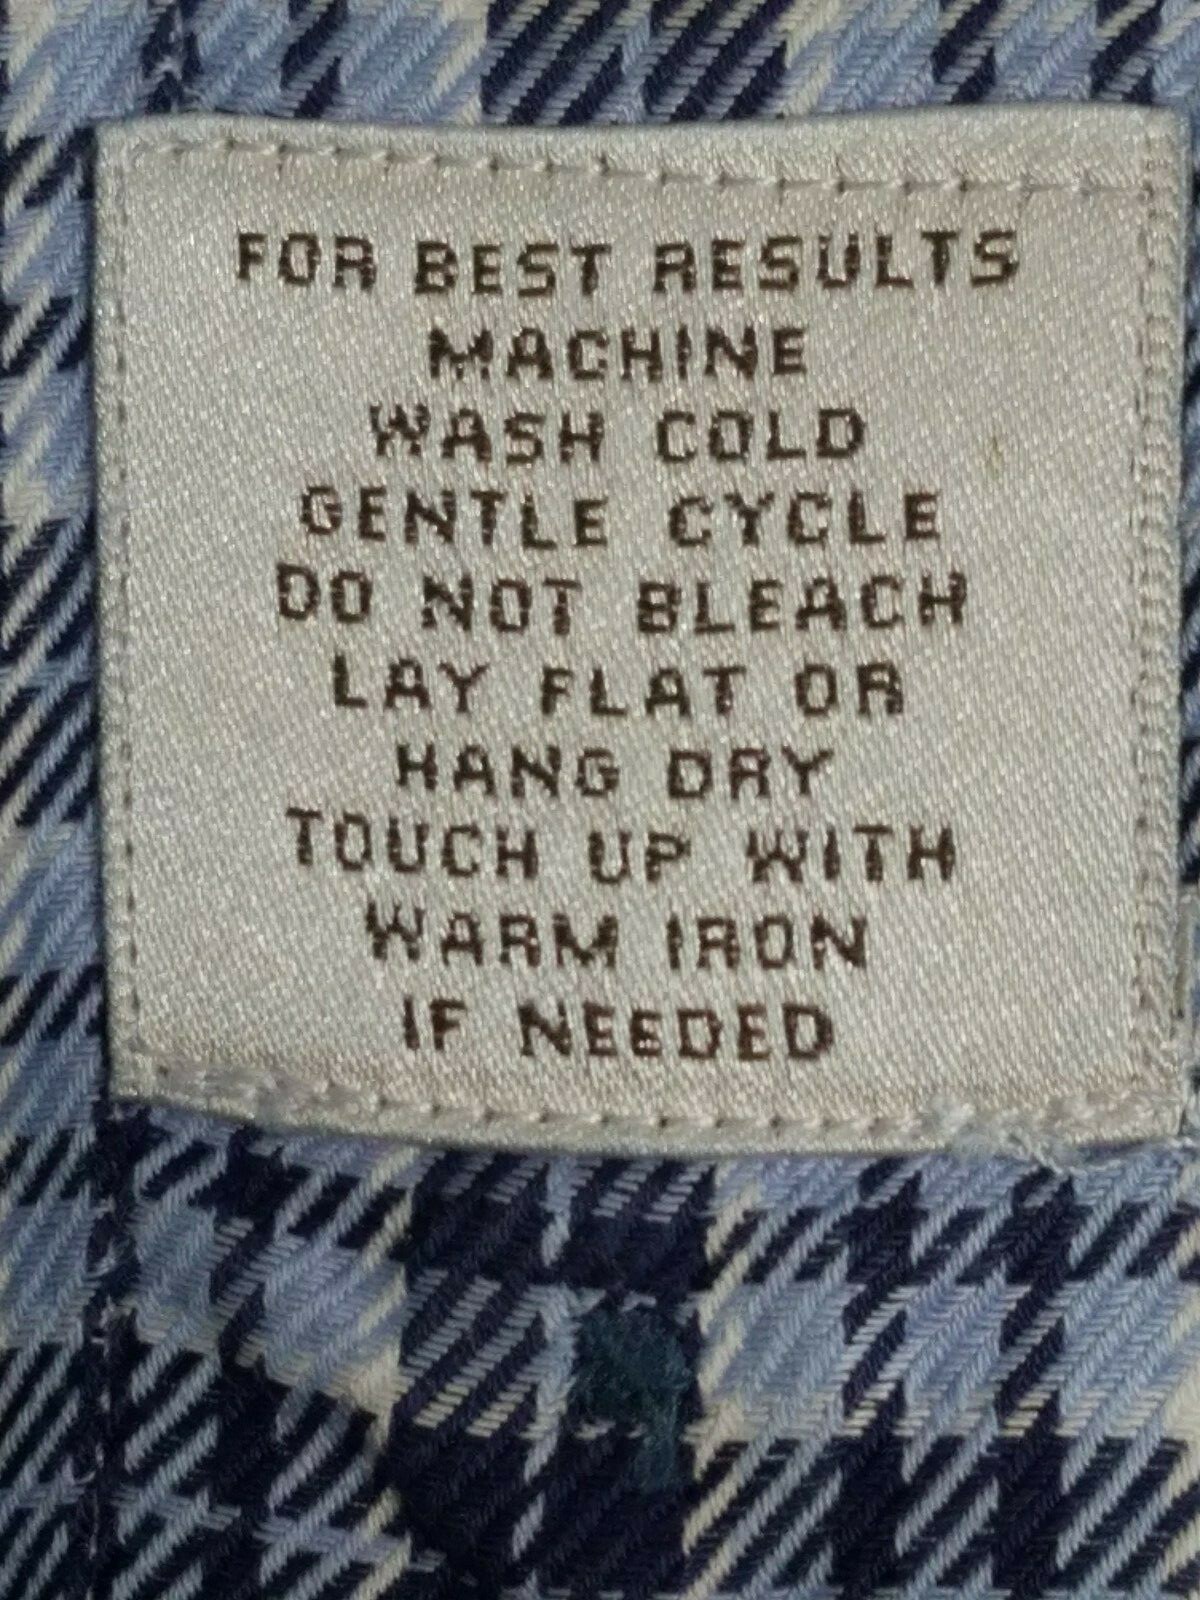 FOR BEST RESULTS
MACHINE
WASH COLD
GENTLE CYCLE
DO NOT BLEACH
LAY FLAT OR
HANG DRY
TOUCH UP WITH
WARM IRON
IF NEEDED